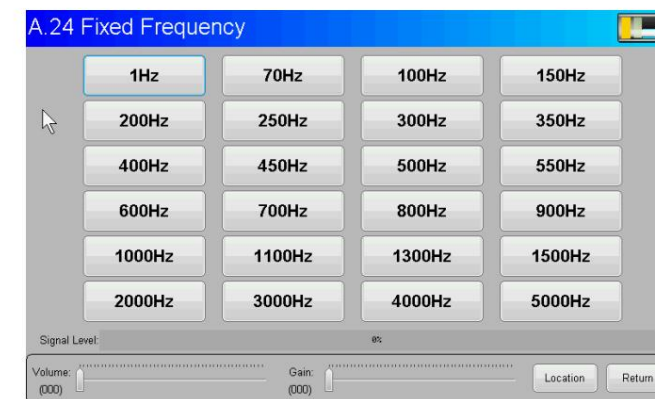 A.24 Fixed Frequency
1Hz 70Hz 100Hz 150Hz
200Hz 250Hz 300Hz 350Hz
400Hz 450Hz 500Hz 550Hz
600Hz 700Hz 800Hz 900Hz
1000Hz 1100Hz 1300Hz 1500Hz
2000Hz 3000Hz 4000Hz 5000Hz
Signal Level: 0%
Volume: Gain: Location Return
(000) (000)